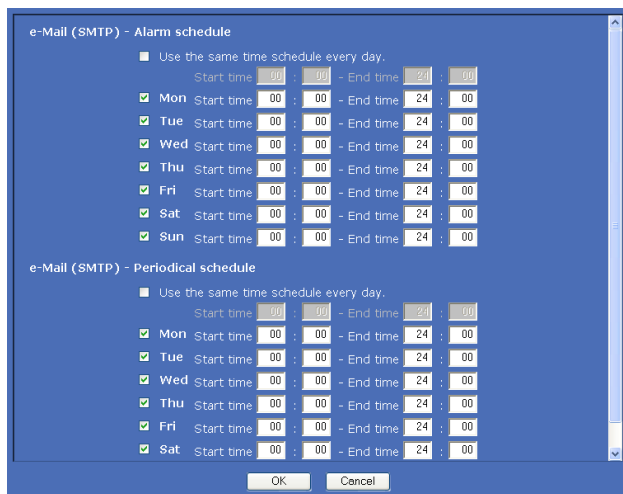 e-Mail (SMTP) - Alarm schedule
Use the same time schedule every day.
Start time 00 : 00 - End time 24 : 00
Mon Start time 00 : 00 - End time 24 : 00
Tue Start time 00 : 00 - End time 24 : 00
Wed Start time 00 : 00 - End time 24 : 00
Thu Start time 00 : 00 - End time 24 : 00
Fri Start time 00 : 00 - End time 24 : 00
Sat Start time 00 : 00 - End time 24 : 00
Sun Start time 00 : 00 - End time 24 : 00
e-Mail (SMTP) - Periodical schedule
Use the same time schedule every day.
Start time 00 : 00 - End time 24 : 00
Mon Start time 00 : 00 - End time 24 : 00
Tue Start time 00 : 00 - End time 24 : 00
Wed Start time 00 : 00 - End time 24 : 00
Thu Start time 00 : 00 - End time 24 : 00
Fri Start time 00 : 00 - End time 24 : 00
Sat Start time 00 : 00 - End time 24 : 00
OK Cancel